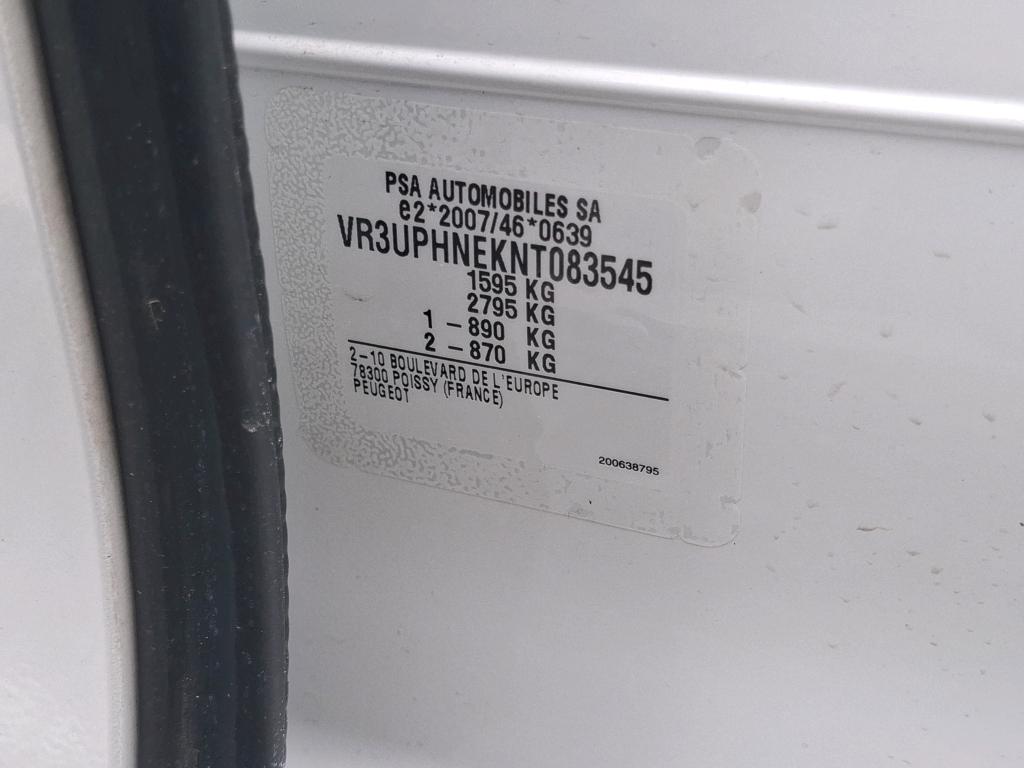 PSA AUTOMOBILES SA
e2*2007/46*0639
VR3UPHNEKNT083545
1595 KG
2795 KG
1 - 890 KG
2 - 870 KG
2-10 BOULEVARD DE L'EUROPE
78300 POISSY (FRANCE)
PEUGEOT
200638795